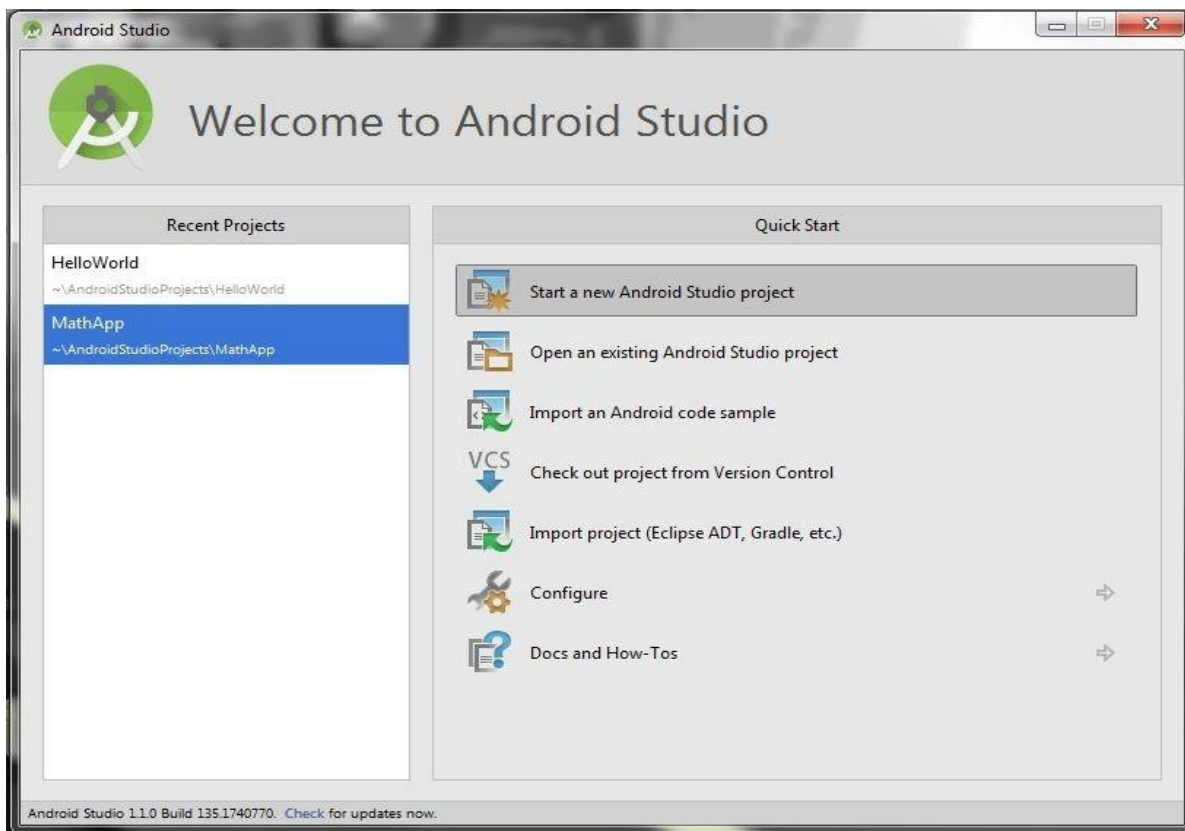 Android Studio
Welcome to Android Studio
Recent Projects
HelloWorld
~\AndroidStudioProjects\HelloWorld
MathApp
~\AndroidStudioProjects\MathApp
Quick Start
Start a new Android Studio project
Open an existing Android Studio project
Import an Android code sample
VCS
Check out project from Version Control
Import project (Eclipse ADT, Gradle, etc.)
Configure
Docs and How-Tos
Android Studio 1.1.0 Build 135.1740770. Check for updates now.